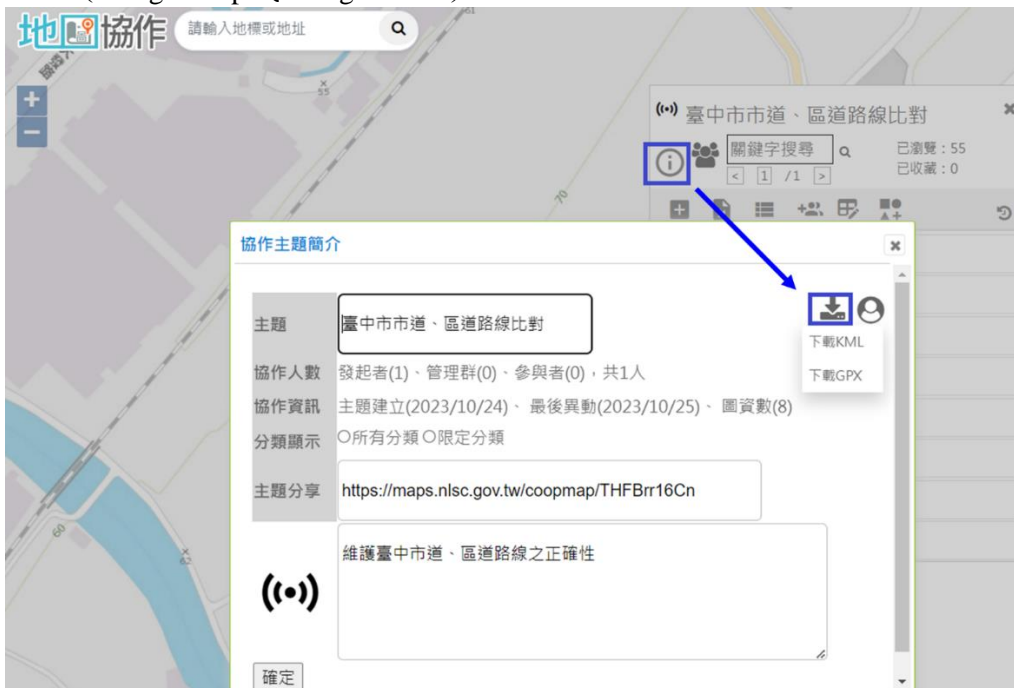 地圖協作
請輸入地標或地址
臺中市市道、區道路線比對
關鍵字搜尋
已瀏覽：55
< 1 /1 >
已收藏：0
55
70
協作主題簡介
主題
臺中市市道、區道路線比對
下載KML
下載GPX
協作人數 發起者(1)、管理群(0)、參與者(0)，共1人
協作資訊 主題建立(2023/10/24)、 最後異動(2023/10/25)、 圖資數(8)
分類顯示 ○所有分類○限定分類
主題分享 https://maps.nlsc.gov.tw/coopmap/THFBrr16Cn
60
62
維護臺中市道、區道路線之正確性
確定